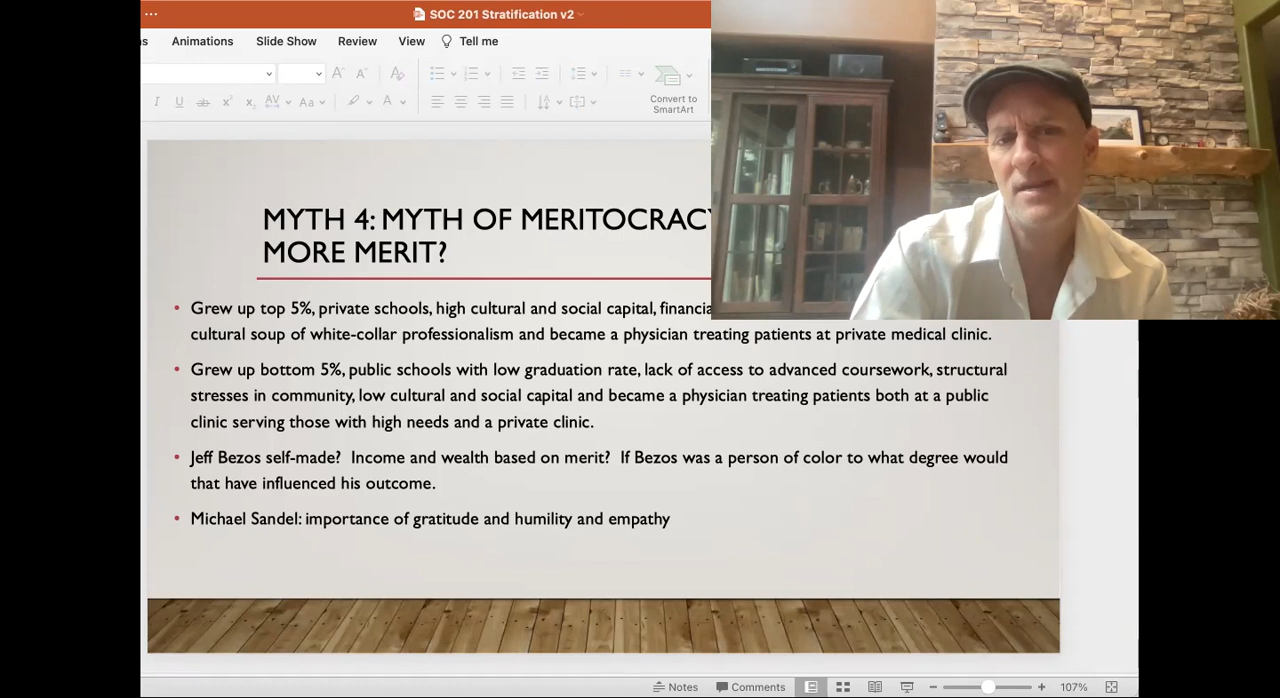 SOC 201 Stratification v2
Animations Slide Show Review View Tell me
Convert to
SmartArt
MYTH 4: MYTH OF MERITOCRACY
MORE MERIT?
• Grew up top 5%, private schools, high cultural and social capital,
cultural soup of white-collar professionalism and became a physician treating patients at private medical clinic.
• Grew up bottom 5%, public schools with low graduation rate, lack of access to advanced coursework, structural
stresses in community, low cultural and social capital and became a physician treating patients both at a public
clinic serving those with high needs and a private clinic.
• Jeff Bezos self-made? Income and wealth based on merit? If Bezos was a person of color to what degree would
that have influenced his outcome.
• Michael Sandel: importance of gratitude and humility and empathy
Notes Comments 107%